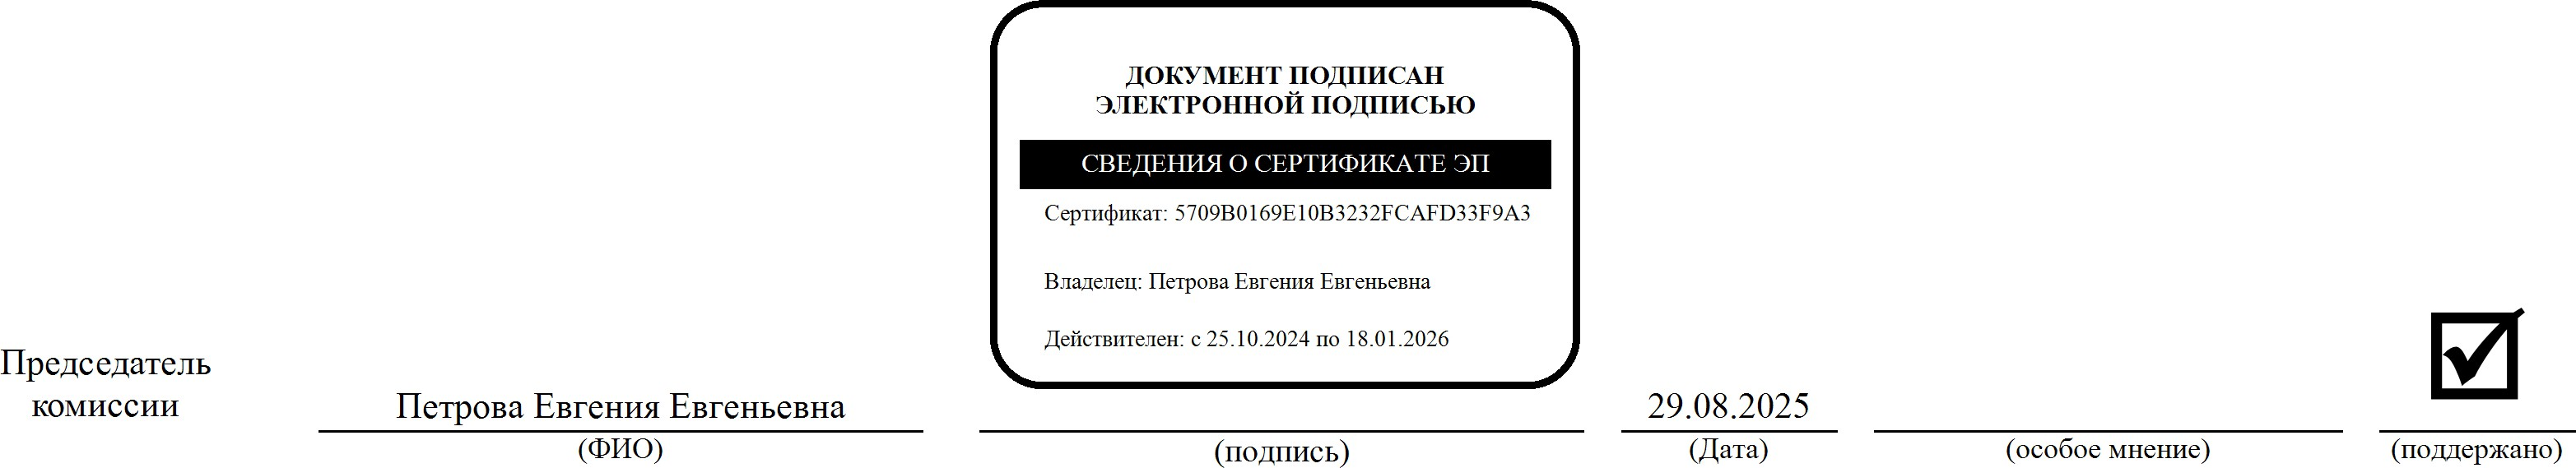 ДОКУМЕНТ ПОДПИСАН
ЭЛЕКТРОННОЙ ПОДПИСЬЮ
СВЕДЕНИЯ О СЕРТИФИКАТЕ ЭП
Сертификат: 5709B0169E10B3232FCAFD33F9A3
Владелец: Петрова Евгения Евгеньевна
Действителен: с 25.10.2024 по 18.01.2026
Председатель
комиссии
Петрова Евгения Евгеньевна
29.08.2025
(ФИО)
(подпись)
(Дата)
(особое мнение)
(поддержано)